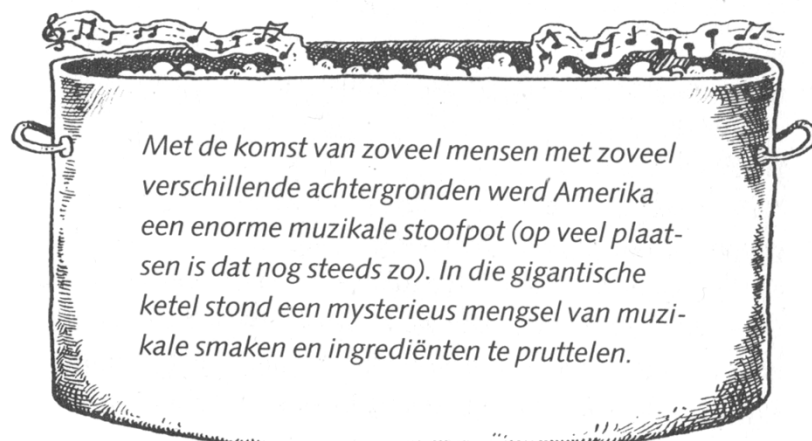 Met de komst van zoveel mensen met zoveel
verschillende achtergronden werd Amerika
een enorme muzikale stoofpot (op veel plaat-
sen is dat nog steeds zo). In die gigantische
ketel stond een mysterieus mengsel van muzi-
kale smaken en ingrediënten te pruttelen.